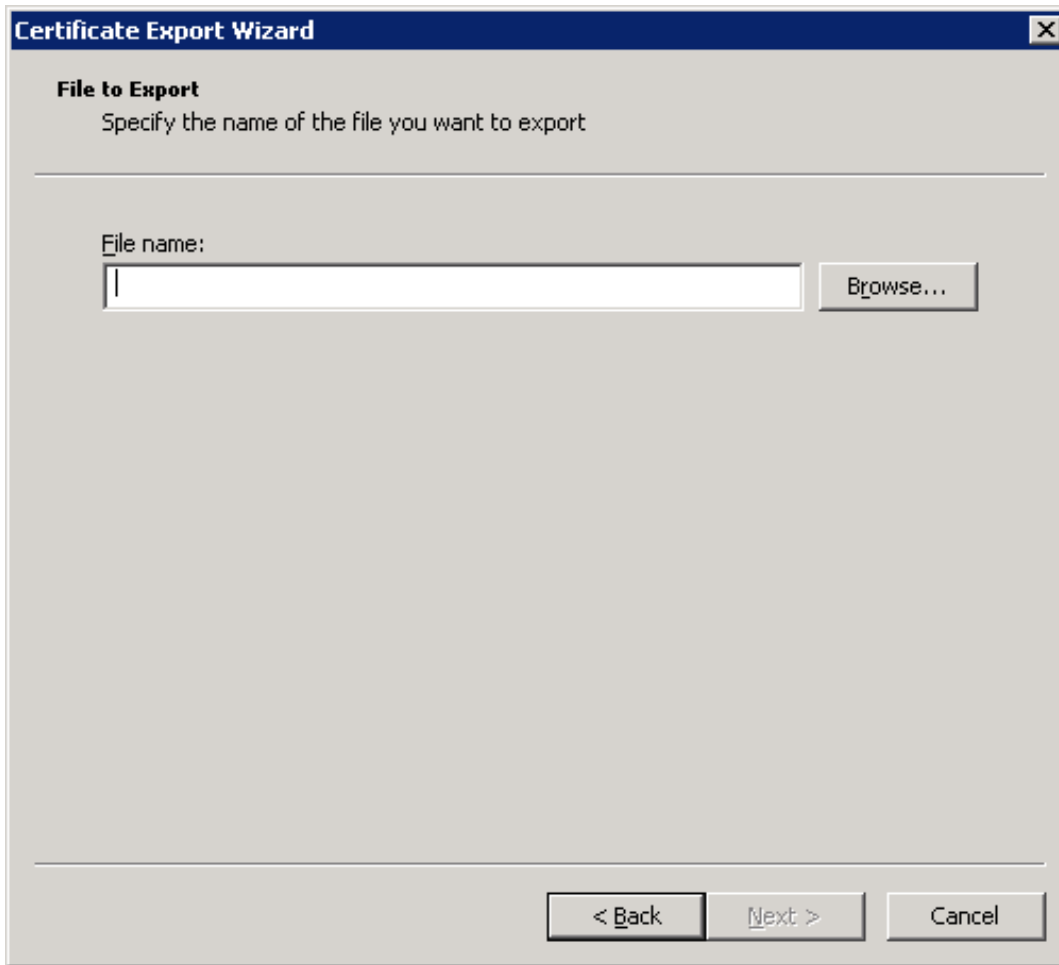 Certificate Export Wizard
File to Export
Specify the name of the file you want to export
File name:
Browse...
< Back
Next >
Cancel